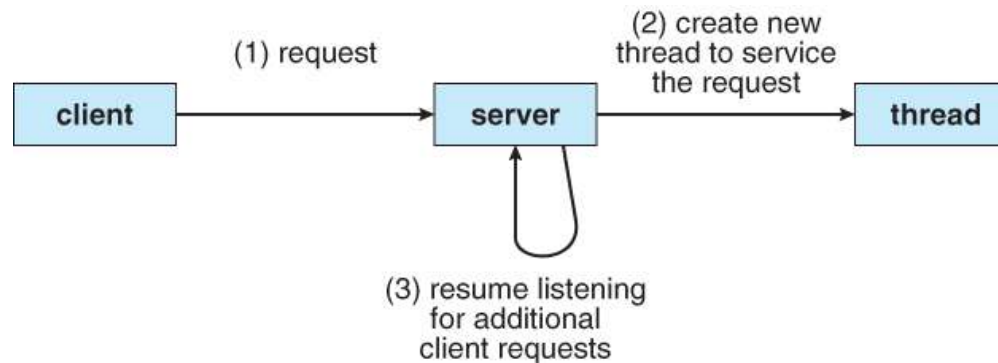 (1) request
(2) create new
thread to service
the request
client
server
thread
(3) resume listening
for additional
client requests